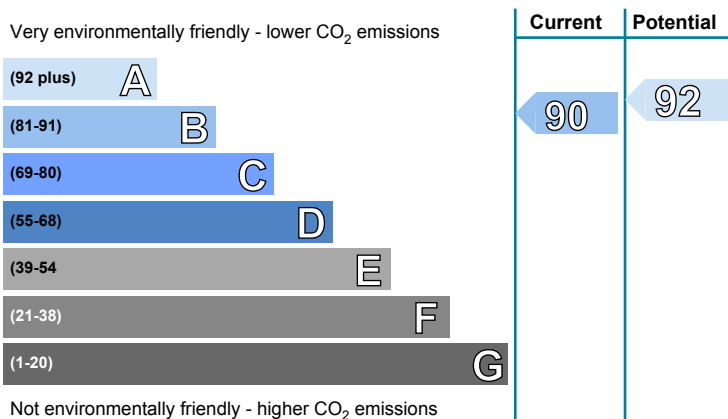 Current Potential
Very environmentally friendly - lower CO2 emissions
(92 plus) A
92
(81-91) B
90
(69-80) C
(55-68) D
(39-54 E
(21-38) F
(1-20) G
Not environmentally friendly - higher CO2 emissions